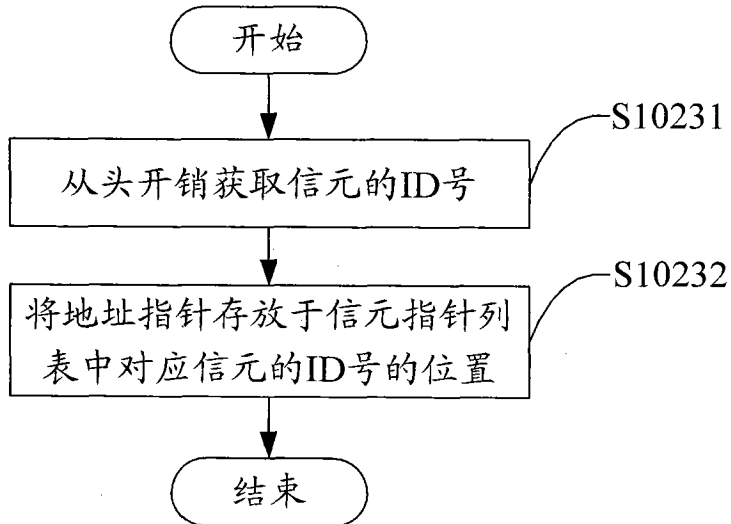 开始
S10231
从头开销获取信元的ID号
S10232
将地址指针存放于信元指针列
表中对应信元的ID号的位置
结束